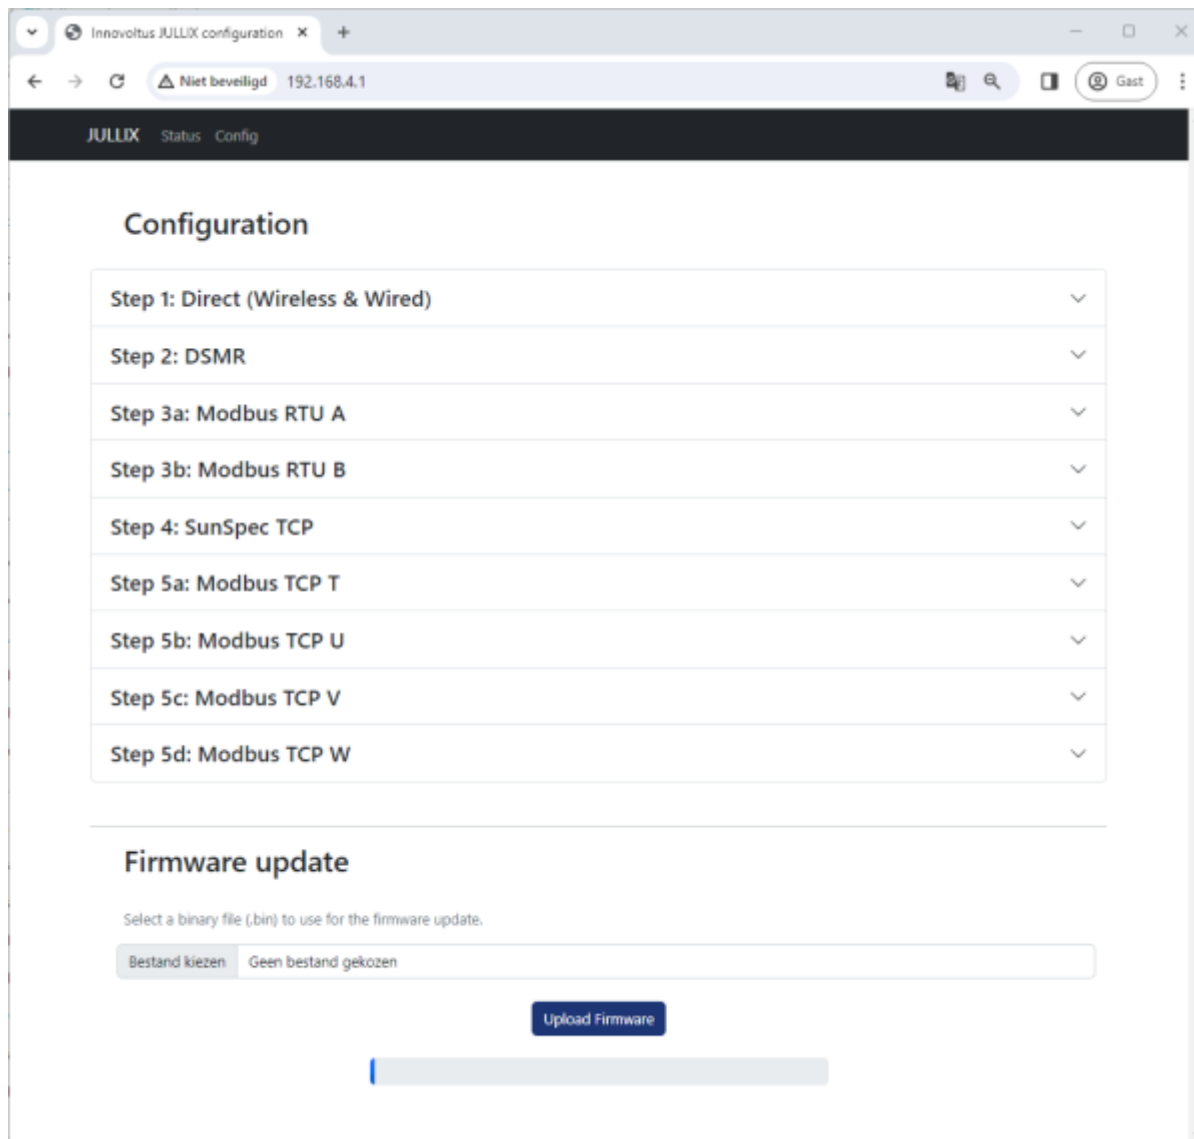 Innovoltus JULLIX configuration
Niet beveiligd 192.168.4.1 Gast
JULLIX Status Config
Configuration
Step 1: Direct (Wireless & Wired)
Step 2: DSMR
Step 3a: Modbus RTU A
Step 3b: Modbus RTU B
Step 4: SunSpec TCP
Step 5a: Modbus TCP T
Step 5b: Modbus TCP U
Step 5c: Modbus TCP V
Step 5d: Modbus TCP W
Firmware update
Select a binary file (.bin) to use for the firmware update.
Bestand kiezen Geen bestand gekozen
Upload Firmware